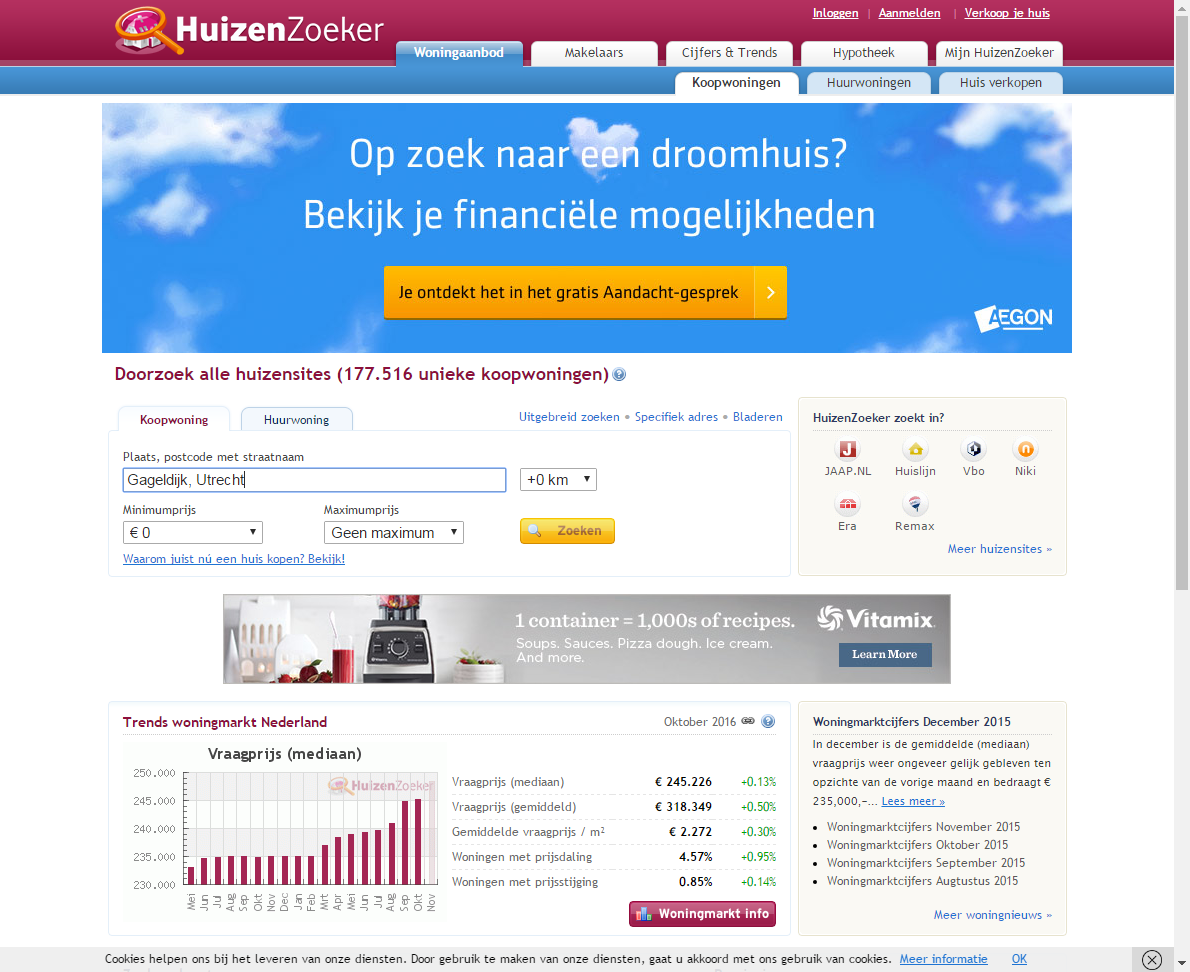 Inloggen | Aanmelden | Verkoop je huis
HuizenZoeker
Woningaanbod Makelaars Cijfers & Trends Hypotheek Mijn HuizenZoeker
Koopwoningen Huurwoningen Huis verkopen
Op zoek naar een droomhuis?
Bekijk je financiële mogelijkheden
Je ontdekt het in het gratis Aandacht-gesprek
AEGON
Doorzoek alle huizensites (177.516 unieke koopwoningen)
Koopwoning Huurwoning
Uitgebreid zoeken • Specifiek adres • Bladeren
Plaats, postcode met straatnaam
Gageldijk, Utrecht +0 km
Minimumprijs Maximumprijs
€ 0 Geen maximum Zoeken
Waarom juist nú een huis kopen? Bekijk!
HuizenZoeker zoekt in?
JAAP.NL Huislijn Vbo Niki
Era Remax
Meer huizensites »
1 container = 1,000s of recipes.
Soups. Sauces. Pizza dough. Ice cream.
And more.
Vitamix
Learn More
Trends woningmarkt Nederland Oktober 2016
Vraagprijs (mediaan)
HuizenZoeker
250.000
245.000
240.000
235.000
230.000
Mei Jun Jul Aug Sep Okt Nov Dec Jan Feb Mrt Apr Mei Jun Jul Aug Sep Okt Nov
Vraagprijs (mediaan) € 245.226 +0.13%
Vraagprijs (gemiddeld) € 318.349 +0.50%
Gemiddelde vraagprijs / m² € 2.272 +0.30%
Woningen met prijsdaling 4.57% +0.95%
Woningen met prijsstijging 0.85% +0.14%
Woningmarkt info
Woningmarktcijfers December 2015
In december is de gemiddelde (mediaan)
vraagprijs weer ongeveer gelijk gebleven ten
opzichte van de vorige maand en bedraagt €
235,000,-... Lees meer »
Woningmarktcijfers November 2015
Woningmarktcijfers Oktober 2015
Woningmarktcijfers September 2015
Woningmarktcijfers Augtustus 2015
Meer woningnieuws »
Cookies helpen ons bij het leveren van onze diensten. Door gebruik te maken van onze diensten, gaat u akkoord met ons gebruik van cookies. Meer informatie OK